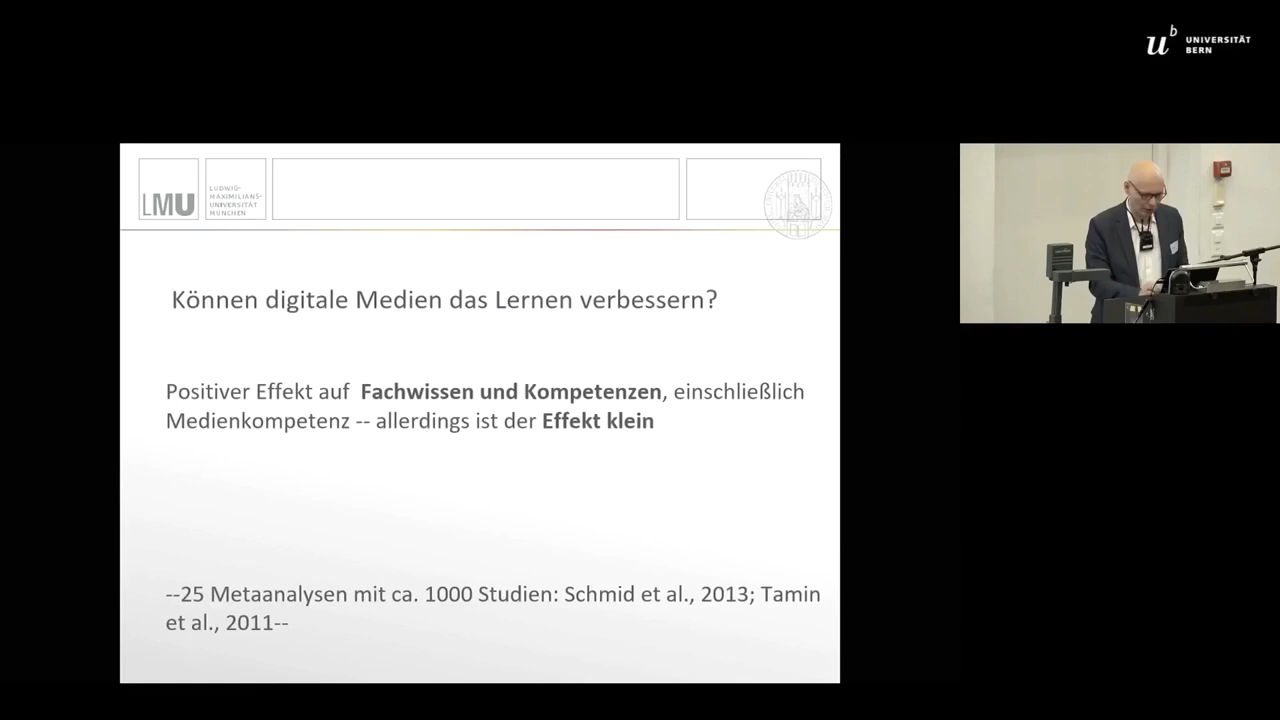 u^b UNIVERSITÄT
BERN
LMU
LUDWIG-
MAXIMILIANS-
UNIVERSITÄT
MÜNCHEN
Können digitale Medien das Lernen verbessern?
Positiver Effekt auf Fachwissen und Kompetenzen, einschließlich
Medienkompetenz -- allerdings ist der Effekt klein
--25 Metaanalysen mit ca. 1000 Studien: Schmid et al., 2013; Tamin
et al., 2011--